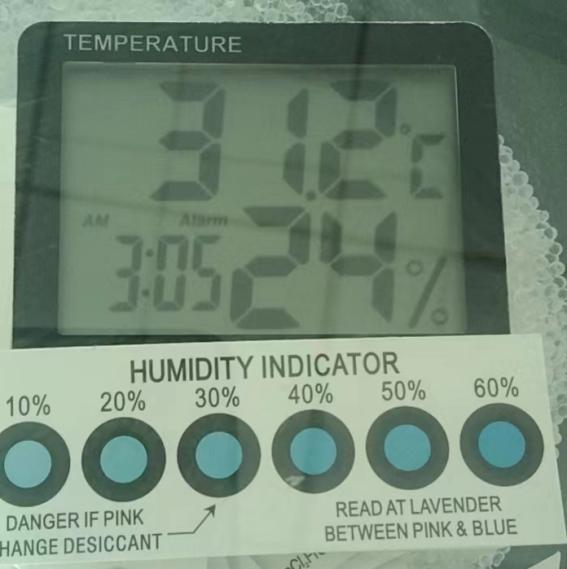 TEMPERATURE
31.2°C
AM Alarm
3:05 24%
HUMIDITY INDICATOR
10% 20% 30% 40% 50% 60%
DANGER IF PINK
HANGE DESICCANT
READ AT LAVENDER
BETWEEN PINK & BLUE